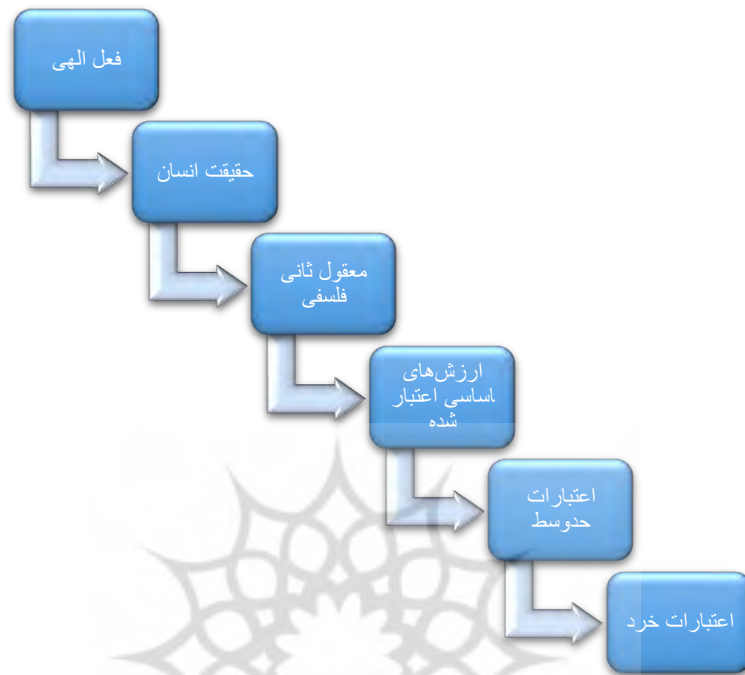 فعل الهی
حقیقت انسان
معقول ثانی
فلسفی
ارزش‌های
اساسی اعتبار
شده
اعتبارات
حدوسط
اعتبارات خرد